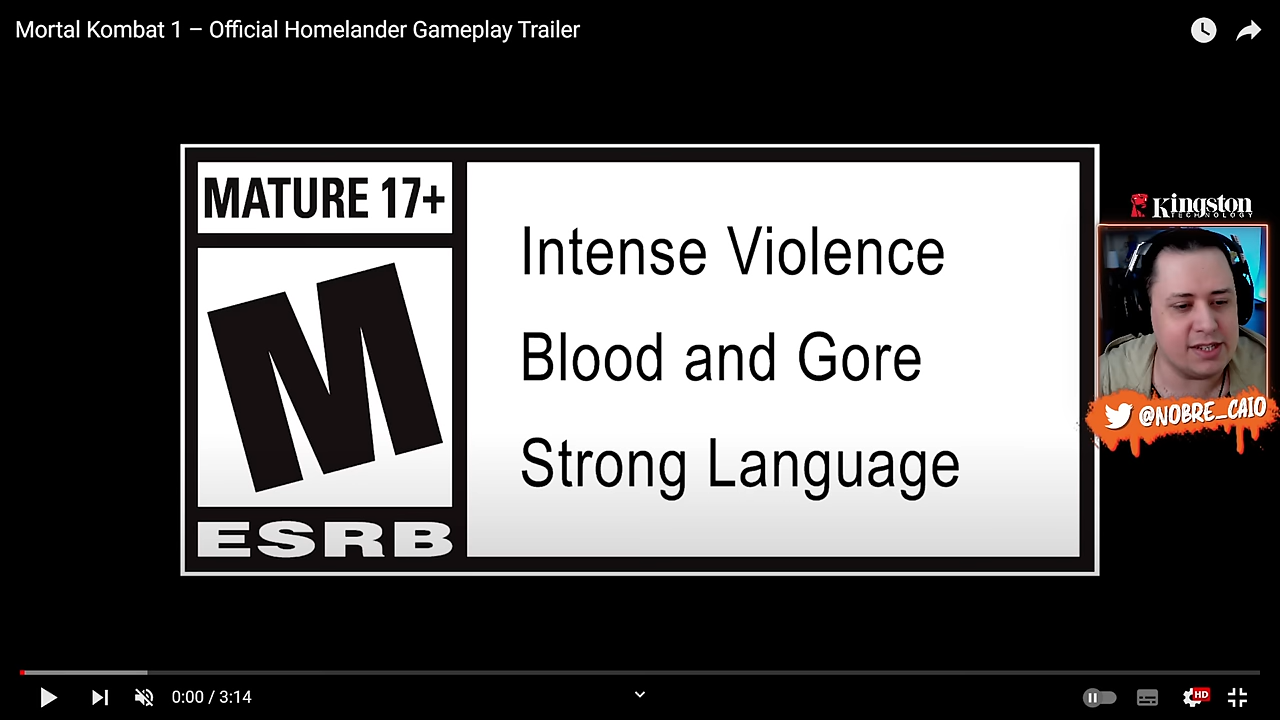 Mortal Kombat 1 – Official Homelander Gameplay Trailer
MATURE 17+
M
ESRB
Intense Violence
Blood and Gore
Strong Language
Kingston
TECHNOLOGY
@NOBRE_CAIO
0:00 / 3:14
HD